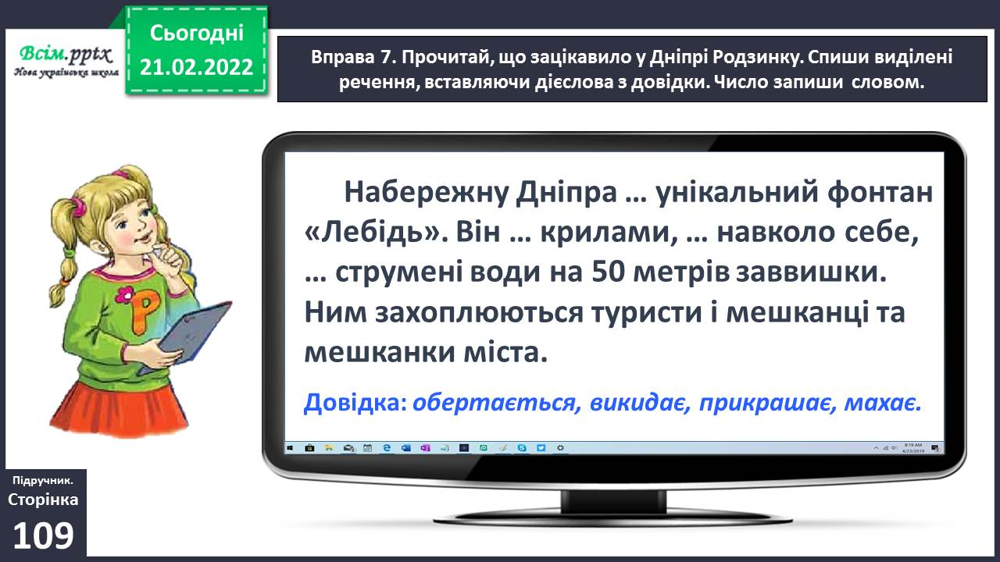 Всім.pptx
Нова українська школа
Сьогодні
21.02.2022
Вправа 7. Прочитай, що зацікавило у Дніпрі Родзинку. Спиши виділені
речення, вставляючи дієслова з довідки. Число запиши словом.
Набережну Дніпра ... унікальний фонтан
«Лебідь». Він ... крилами, ... навколо себе,
... струмені води на 50 метрів заввишки.
Ним захоплюються туристи і мешканці та
мешканки міста.
Довідка: обертається, викидає, прикрашає, махає.
8:19 AM
4/23/2019
Підручник.
Сторінка
109
Р